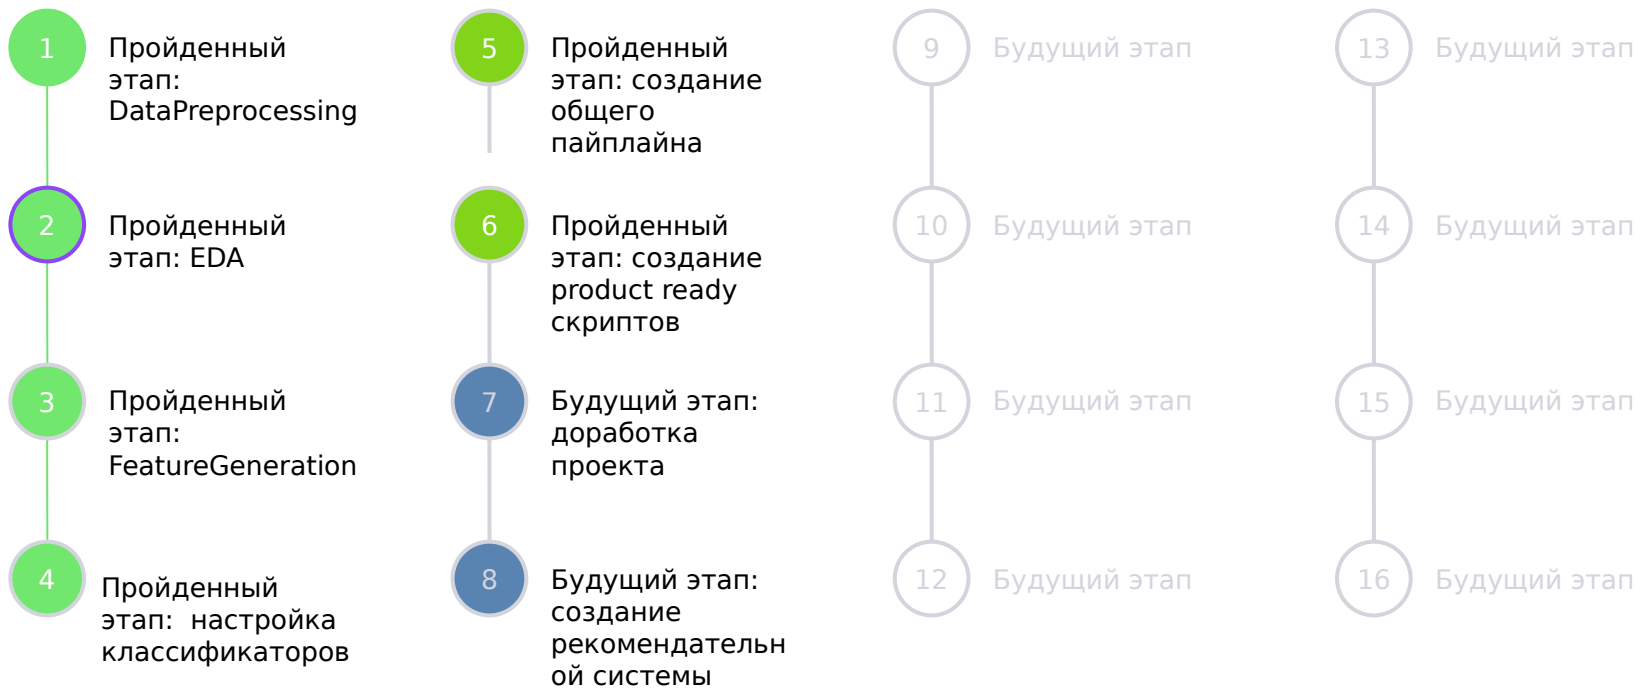 1
Пройденный
этап:
DataPreprocessing
2
Пройденный
этап: EDA
3
Пройденный
этап:
FeatureGeneration
4
Пройденный
этап:  настройка
классификаторов
5
Пройденный
этап: создание
общего
пайплайна
6
Пройденный
этап: создание
product ready
скриптов
7
Будущий этап:
доработка
проекта
8
Будущий этап:
создание
рекомендательн
ой системы
9
Будущий этап
10
Будущий этап
11
Будущий этап
12
Будущий этап
13
Будущий этап
14
Будущий этап
15
Будущий этап
16
Будущий этап